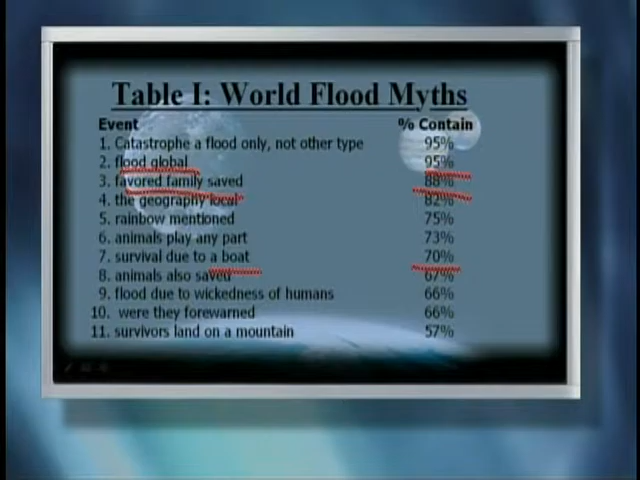 Table I: World Flood Myths
Event % Contain
1. Catastrophe a flood only, not other type 95%
2. flood global 95%
3. favored family saved 88%
4. the geography local 82%
5. rainbow mentioned 75%
6. animals play any part 73%
7. survival due to a boat 70%
8. animals also saved 67%
9. flood due to wickedness of humans 66%
10. were they forewarned 66%
11. survivors land on a mountain 57%